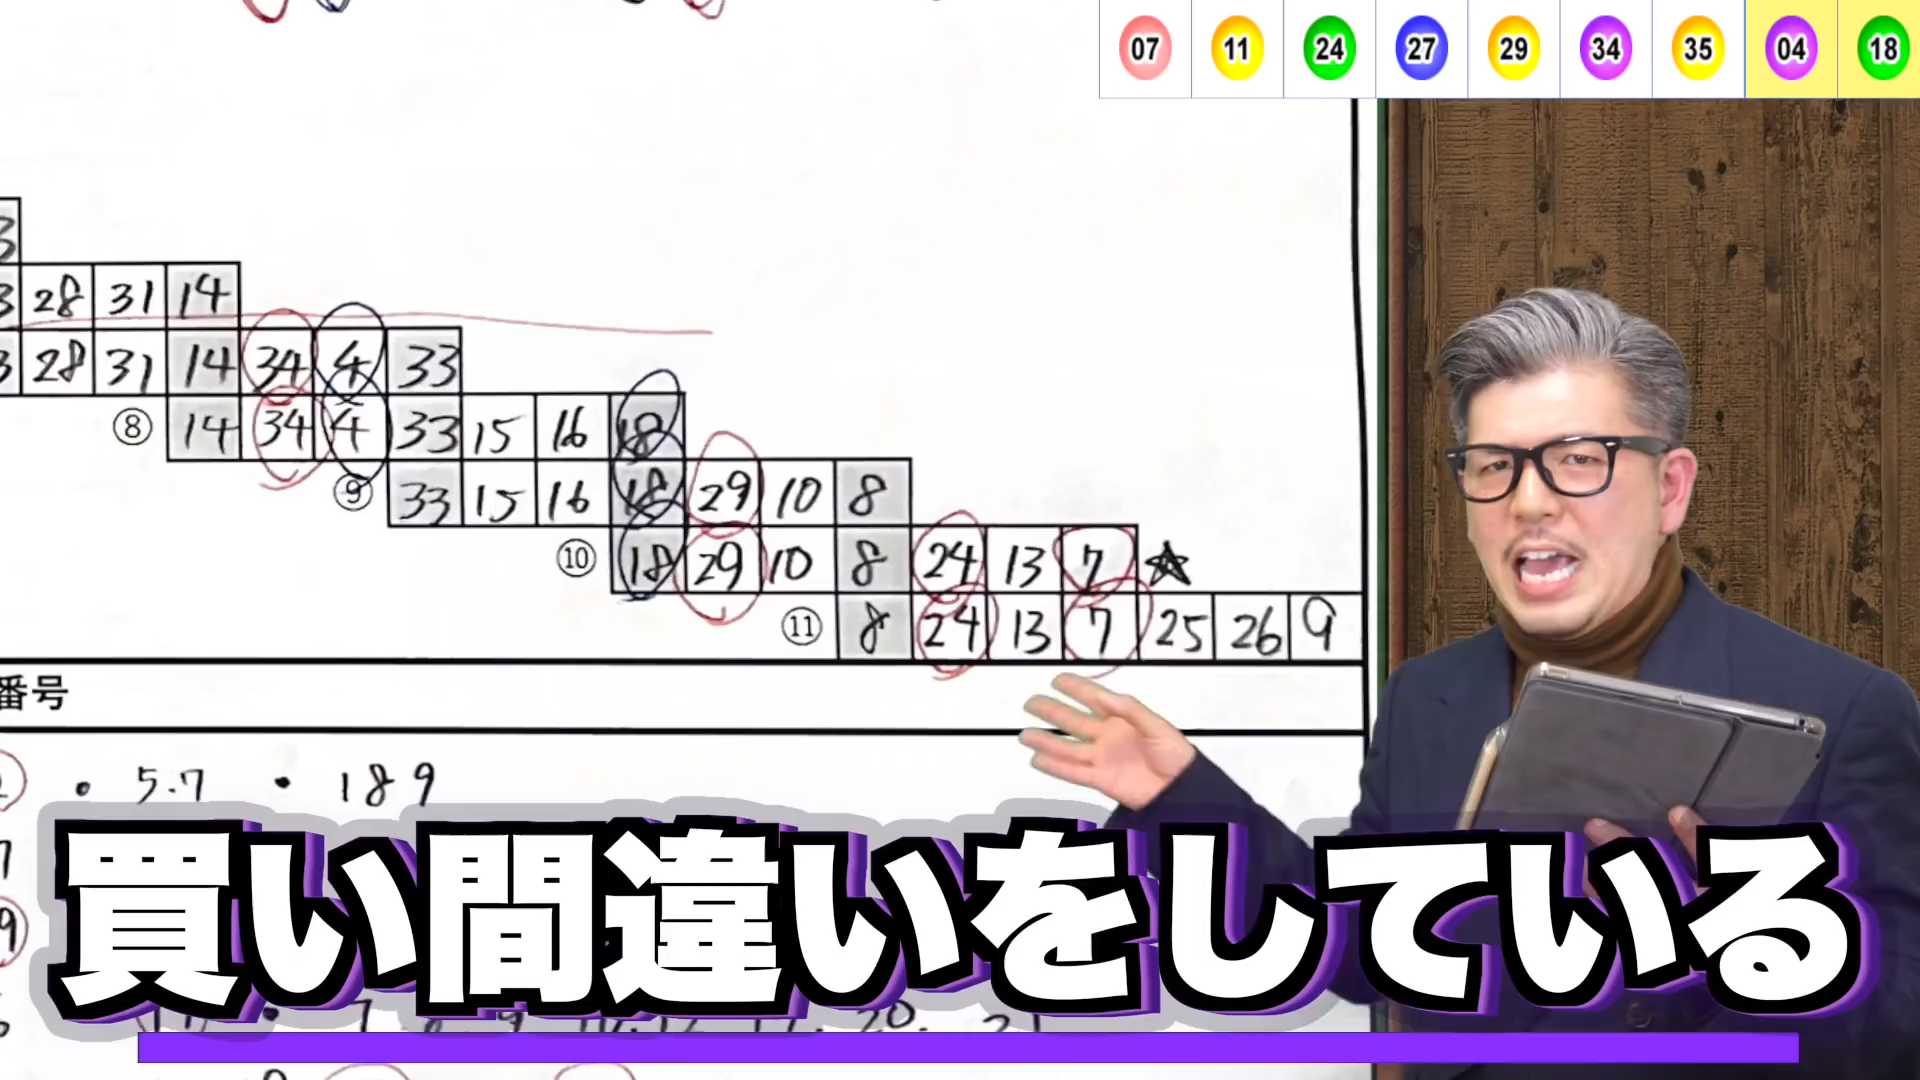 07 11 24 27 29 34 35 04 18
3
3 28 31 14
3 28 31 14 34 4 33
⑧ 14 34 4 33 15 16 18
⑨ 33 15 16 18 29 10 8
⑩ 18 29 10 8 24 13 7 ★
⑪ 8 24 13 7 25 26 9
番号
・ 5.7 ・ 189
買い間違いをしている